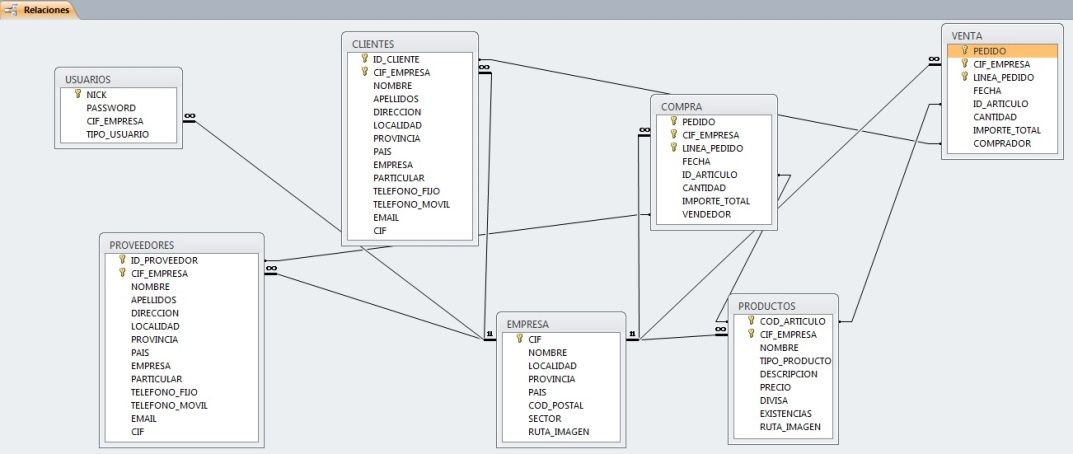 Relaciones
USUARIOS
NICK
PASSWORD
CIF_EMPRESA
TIPO_USUARIO
CLIENTES
ID_CLIENTE
CIF_EMPRESA
NOMBRE
APELLIDOS
DIRECCION
LOCALIDAD
PROVINCIA
PAIS
EMPRESA
PARTICULAR
TELEFONO_FIJO
TELEFONO_MOVIL
EMAIL
CIF
COMPRA
PEDIDO
CIF_EMPRESA
LINEA_PEDIDO
FECHA
ID_ARTICULO
CANTIDAD
IMPORTE_TOTAL
VENDEDOR
VENTA
PEDIDO
CIF_EMPRESA
LINEA_PEDIDO
FECHA
ID_ARTICULO
CANTIDAD
IMPORTE_TOTAL
COMPRADOR
PROVEEDORES
ID_PROVEEDOR
CIF_EMPRESA
NOMBRE
APELLIDOS
DIRECCION
LOCALIDAD
PROVINCIA
PAIS
EMPRESA
PARTICULAR
TELEFONO_FIJO
TELEFONO_MOVIL
EMAIL
CIF
EMPRESA
CIF
NOMBRE
LOCALIDAD
PROVINCIA
PAIS
COD_POSTAL
SECTOR
RUTA_IMAGEN
PRODUCTOS
COD_ARTICULO
CIF_EMPRESA
NOMBRE
TIPO_PRODUCTO
DESCRIPCION
PRECIO
DIVISA
EXISTENCIAS
RUTA_IMAGEN
∞
∞
∞
∞
∞
∞
1
1